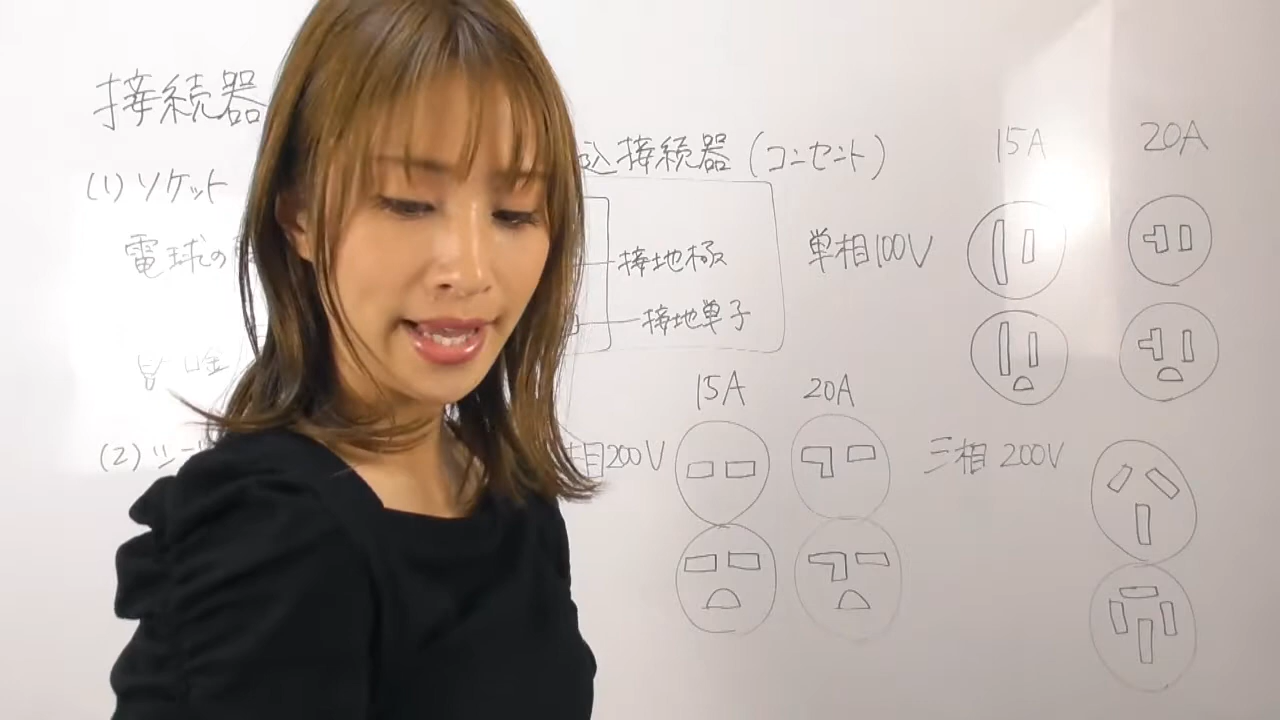 接続器
(1) ソケット
電球の
口金
(2)
込接続器 (コンセント)
接地極
接地単子
15A 20A
単相100V
15A 20A
相200V
三相 200V